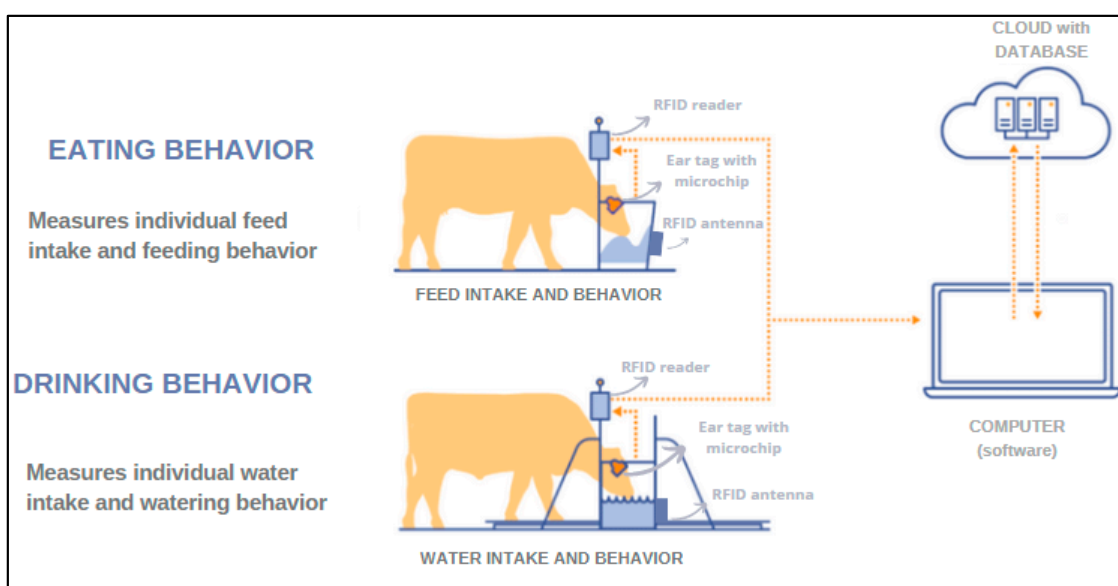 CLOUD with
DATABASE
RFID reader
EATING BEHAVIOR
Ear tag with
microchip
Measures individual feed
intake and feeding behavior
RFID antenna
FEED INTAKE AND BEHAVIOR
RFID reader
DRINKING BEHAVIOR
Ear tag with
microchip
COMPUTER
(software)
Measures individual water
intake and watering behavior
RFID antenna
WATER INTAKE AND BEHAVIOR